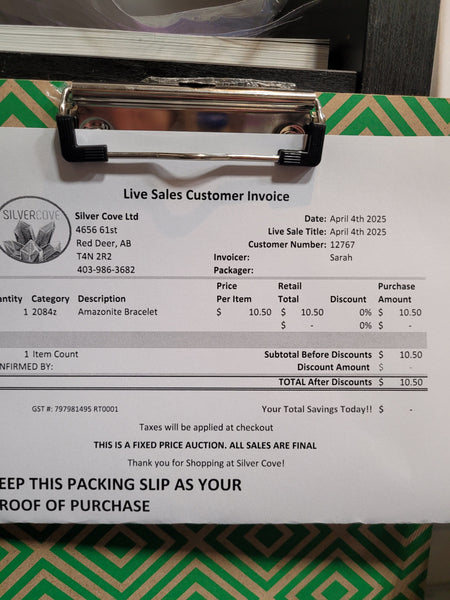 Live Sales Customer Invoice
SILVERCOVE
Silver Cove Ltd
4656 61st
Red Deer, AB
T4N 2R2
403-986-3682
Date: April 4th 2025
Live Sale Title: April 4th 2025
Customer Number: 12767
Invoicer: Sarah
Packager:
antity Category Description Price Per Item Retail Total Discount Purchase Amount
1 2084z Amazonite Bracelet $ 10.50 $ 10.50 0% $ 10.50
$ - 0% $ -
1 Item Count Subtotal Before Discounts $ 10.50
NFIRMED BY: Discount Amount $ -
TOTAL After Discounts $ 10.50
GST #: 797981495 RT0001 Your Total Savings Today!! $ -
Taxes will be applied at checkout
THIS IS A FIXED PRICE AUCTION. ALL SALES ARE FINAL
Thank you for Shopping at Silver Cove!
EEP THIS PACKING SLIP AS YOUR
ROOF OF PURCHASE